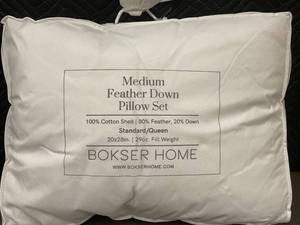 Medium
Feather Down
Pillow Set
100% Cotton Shell | 80% Feather, 20% Down
Standard/Queen
20x28in. | 29oz. Fill Weight
BOKSER HOME
WWW.BOKSERHOME.COM